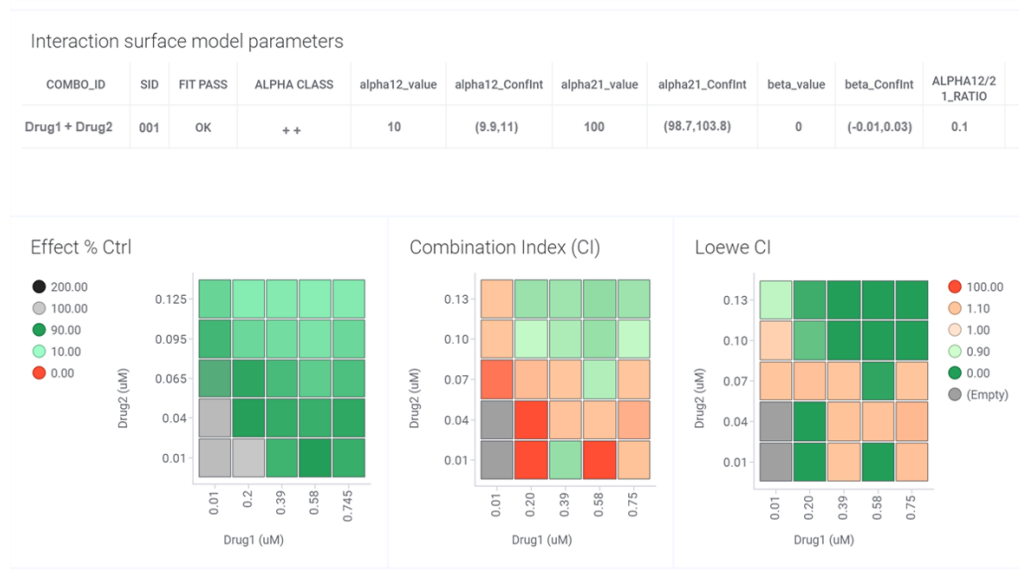 Interaction surface model parameters
COMBO_ID SID FIT PASS ALPHA CLASS alpha12_value alpha12_ConfInt alpha21_value alpha21_ConfInt beta_value beta_ConfInt ALPHA12/2
1_RATIO
Drug1 + Drug2 001 OK + + 10 (9.9,11) 100 (98.7,103.8) 0 (-0.01,0.03) 0.1
Effect % Ctrl
200.00
100.00
90.00
10.00
0.00
Drug2 (uM)
0.125
0.095
0.065
0.04
0.01
0.01 0.2 0.39 0.58 0.745
Drug1 (uM)
Combination Index (CI)
Drug2 (uM)
0.13
0.10
0.07
0.04
0.01
0.01 0.20 0.39 0.58 0.75
Drug1 (uM)
Loewe CI
Drug2 (uM)
0.13
0.10
0.07
0.04
0.01
0.01 0.20 0.39 0.58 0.75
Drug1 (uM)
100.00
1.10
1.00
0.90
0.00
(Empty)